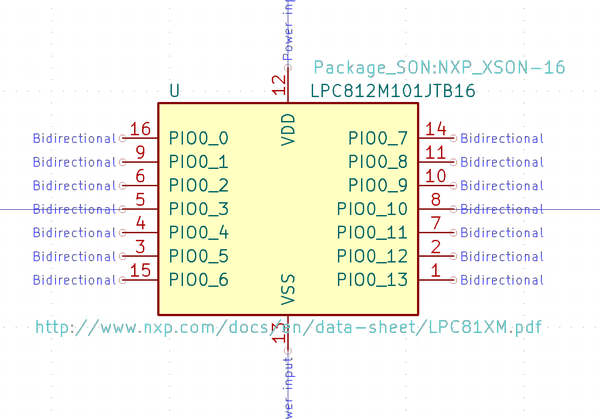 Power in
Package_SON:NXP_XSON-16
12
U
LPC812M101JTB16
VDD
Bidirectional 16 PIO0_0 PIO0_7 14 Bidirectional
Bidirectional 9 PIO0_1 PIO0_8 11 Bidirectional
Bidirectional 6 PIO0_2 PIO0_9 10 Bidirectional
Bidirectional 5 PIO0_3 PIO0_10 8 Bidirectional
Bidirectional 4 PIO0_4 PIO0_11 7 Bidirectional
Bidirectional 3 PIO0_5 PIO0_12 2 Bidirectional
Bidirectional 15 PIO0_6 PIO0_13 1 Bidirectional
VSS
http://www.nxp.com/docs/en/data-sheet/LPC81XM.pdf
13
wer input